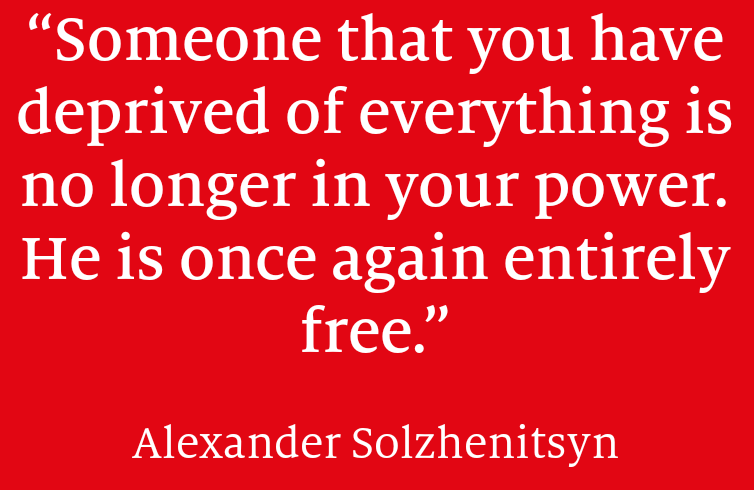 “Someone that you have
deprived of everything is
no longer in your power.
He is once again entirely
free.”
Alexander Solzhenitsyn